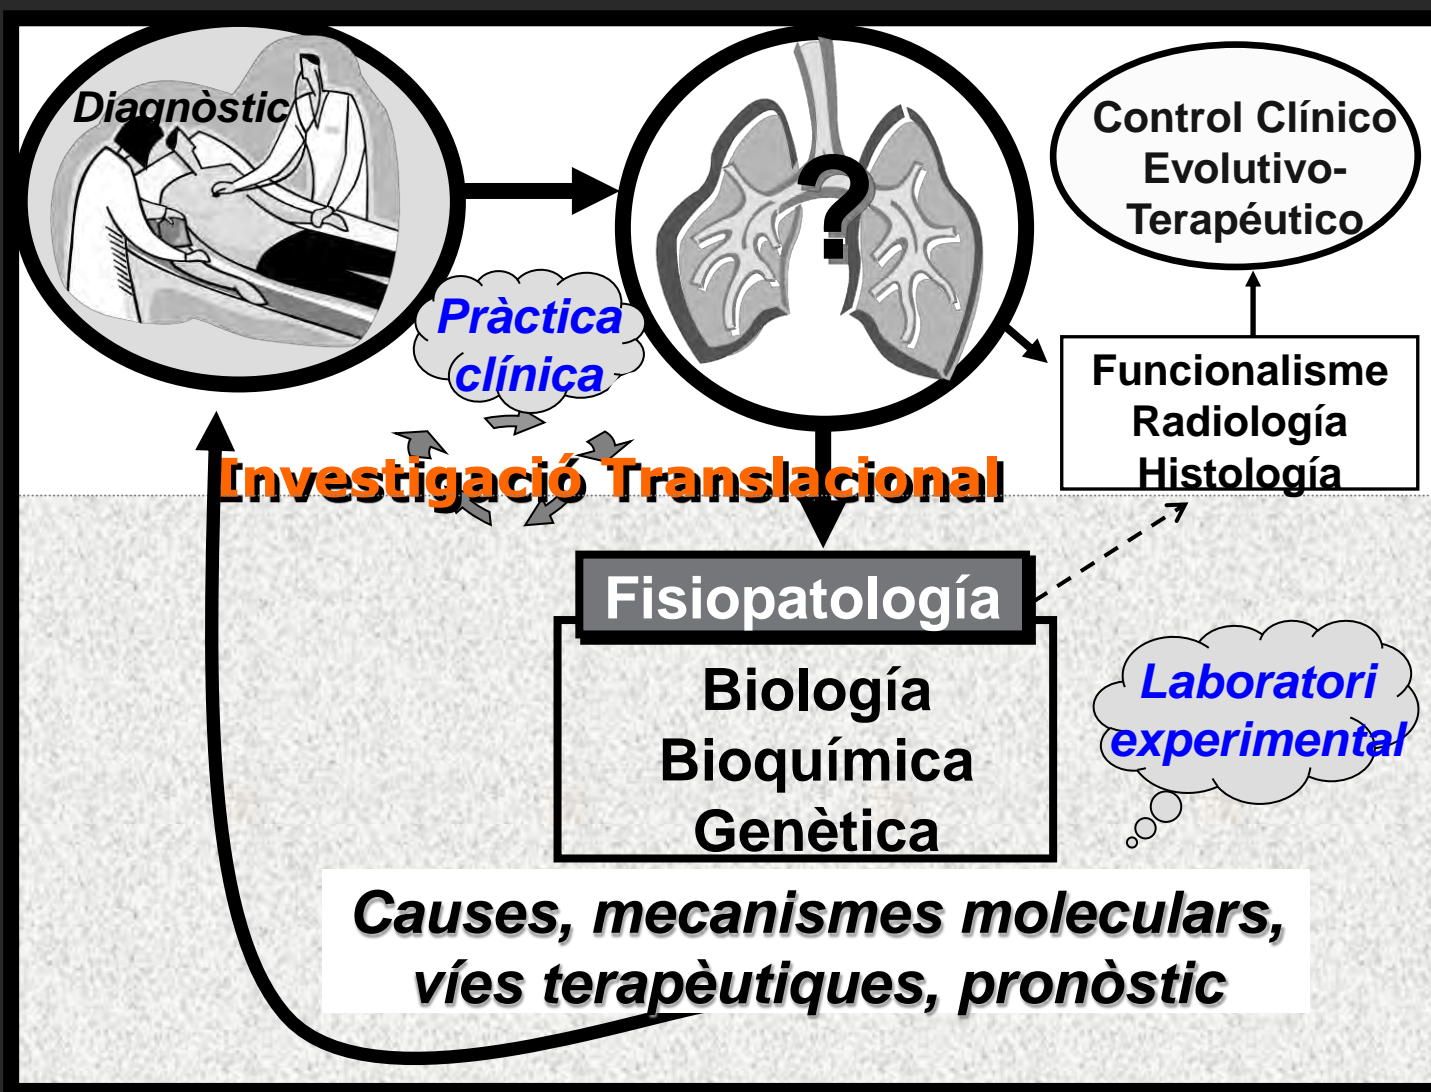 Diagnòstic
?
Control Clínico
Evolutivo-
Terapéutico
Pràctica
clínica
Funcionalisme
Radiología
Histología
Investigació Translacional
Fisiopatología
Biología
Bioquímica
Genètica
Laboratori
experimental
Causes, mecanismes moleculars,
víes terapèutiques, pronòstic